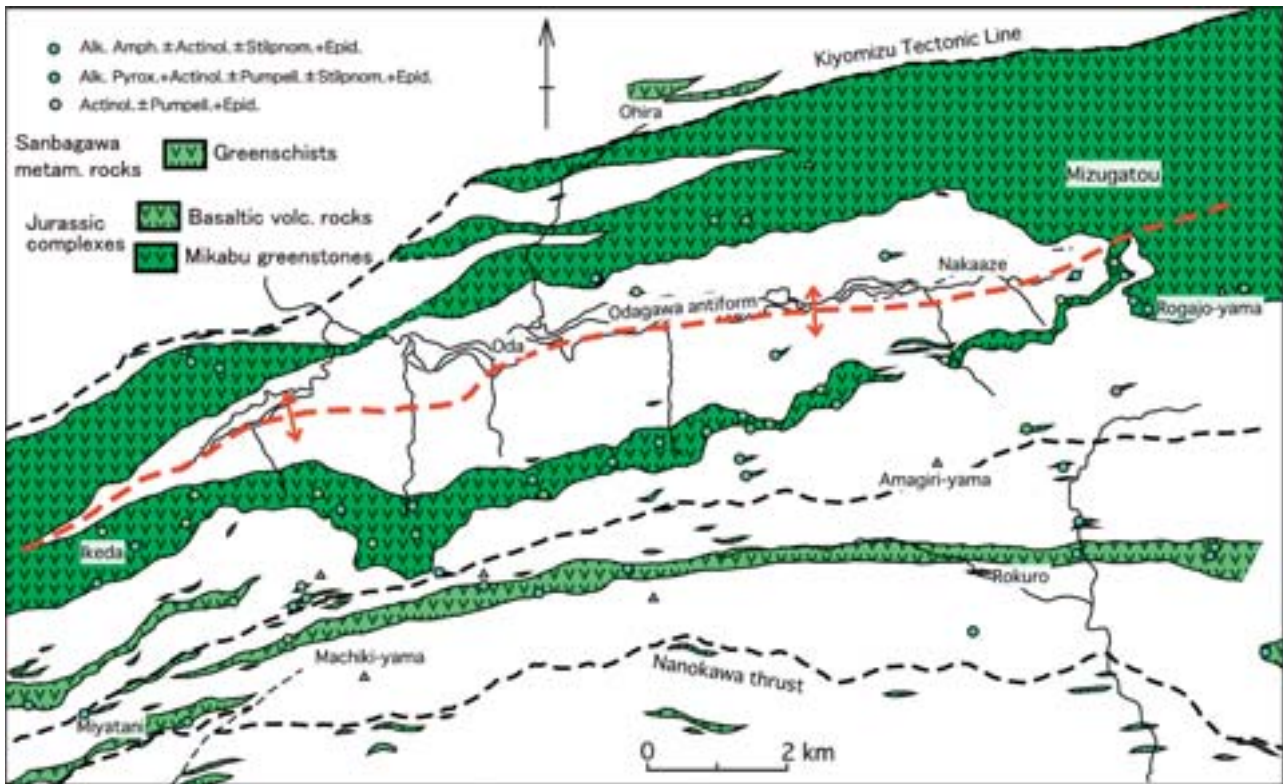 Alk. Amph. ±Actinol.±Stilpnom.+Epid.
Alk. Pyrox.+Actinol.±Pumpell.±Stilpnom.+Epid.
Actinol.±Pumpell.+Epid.
Sanbagawa
metam. rocks
Greenschists
Jurassic
complexes
Basaltic volc. rocks
Mikabu greenstones
Kiyomizu Tectonic Line
Ohira
Mizugatou
Nakaaze
Odagawa antiform
Rogajo-yama
Oda
Amagiri-yama
Ikeda
Rokuro
Machiki-yama
Nanokawa thrust
Miyatani
0 2 km